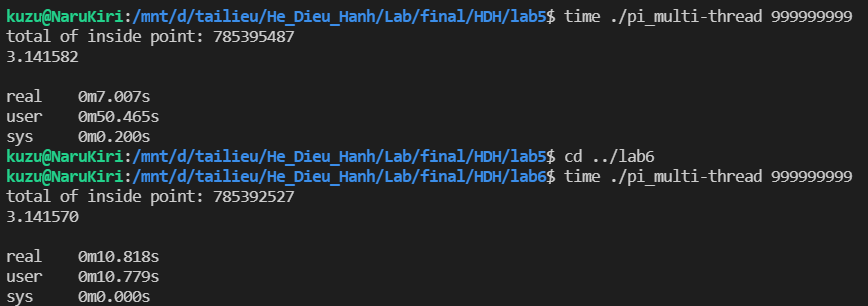 kuzu@NaruKiri:/mnt/d/tailieu/He_Dieu_Hanh/Lab/final/HDH/lab5$ time ./pi_multi-thread 999999999
total of inside point: 785395487
3.141582
real 0m7.007s
user 0m50.465s
sys 0m0.200s
kuzu@NaruKiri:/mnt/d/tailieu/He_Dieu_Hanh/Lab/final/HDH/lab5$ cd ../lab6
kuzu@NaruKiri:/mnt/d/tailieu/He_Dieu_Hanh/Lab/final/HDH/lab6$ time ./pi_multi-thread 999999999
total of inside point: 785392527
3.141570
real 0m10.818s
user 0m10.779s
sys 0m0.000s